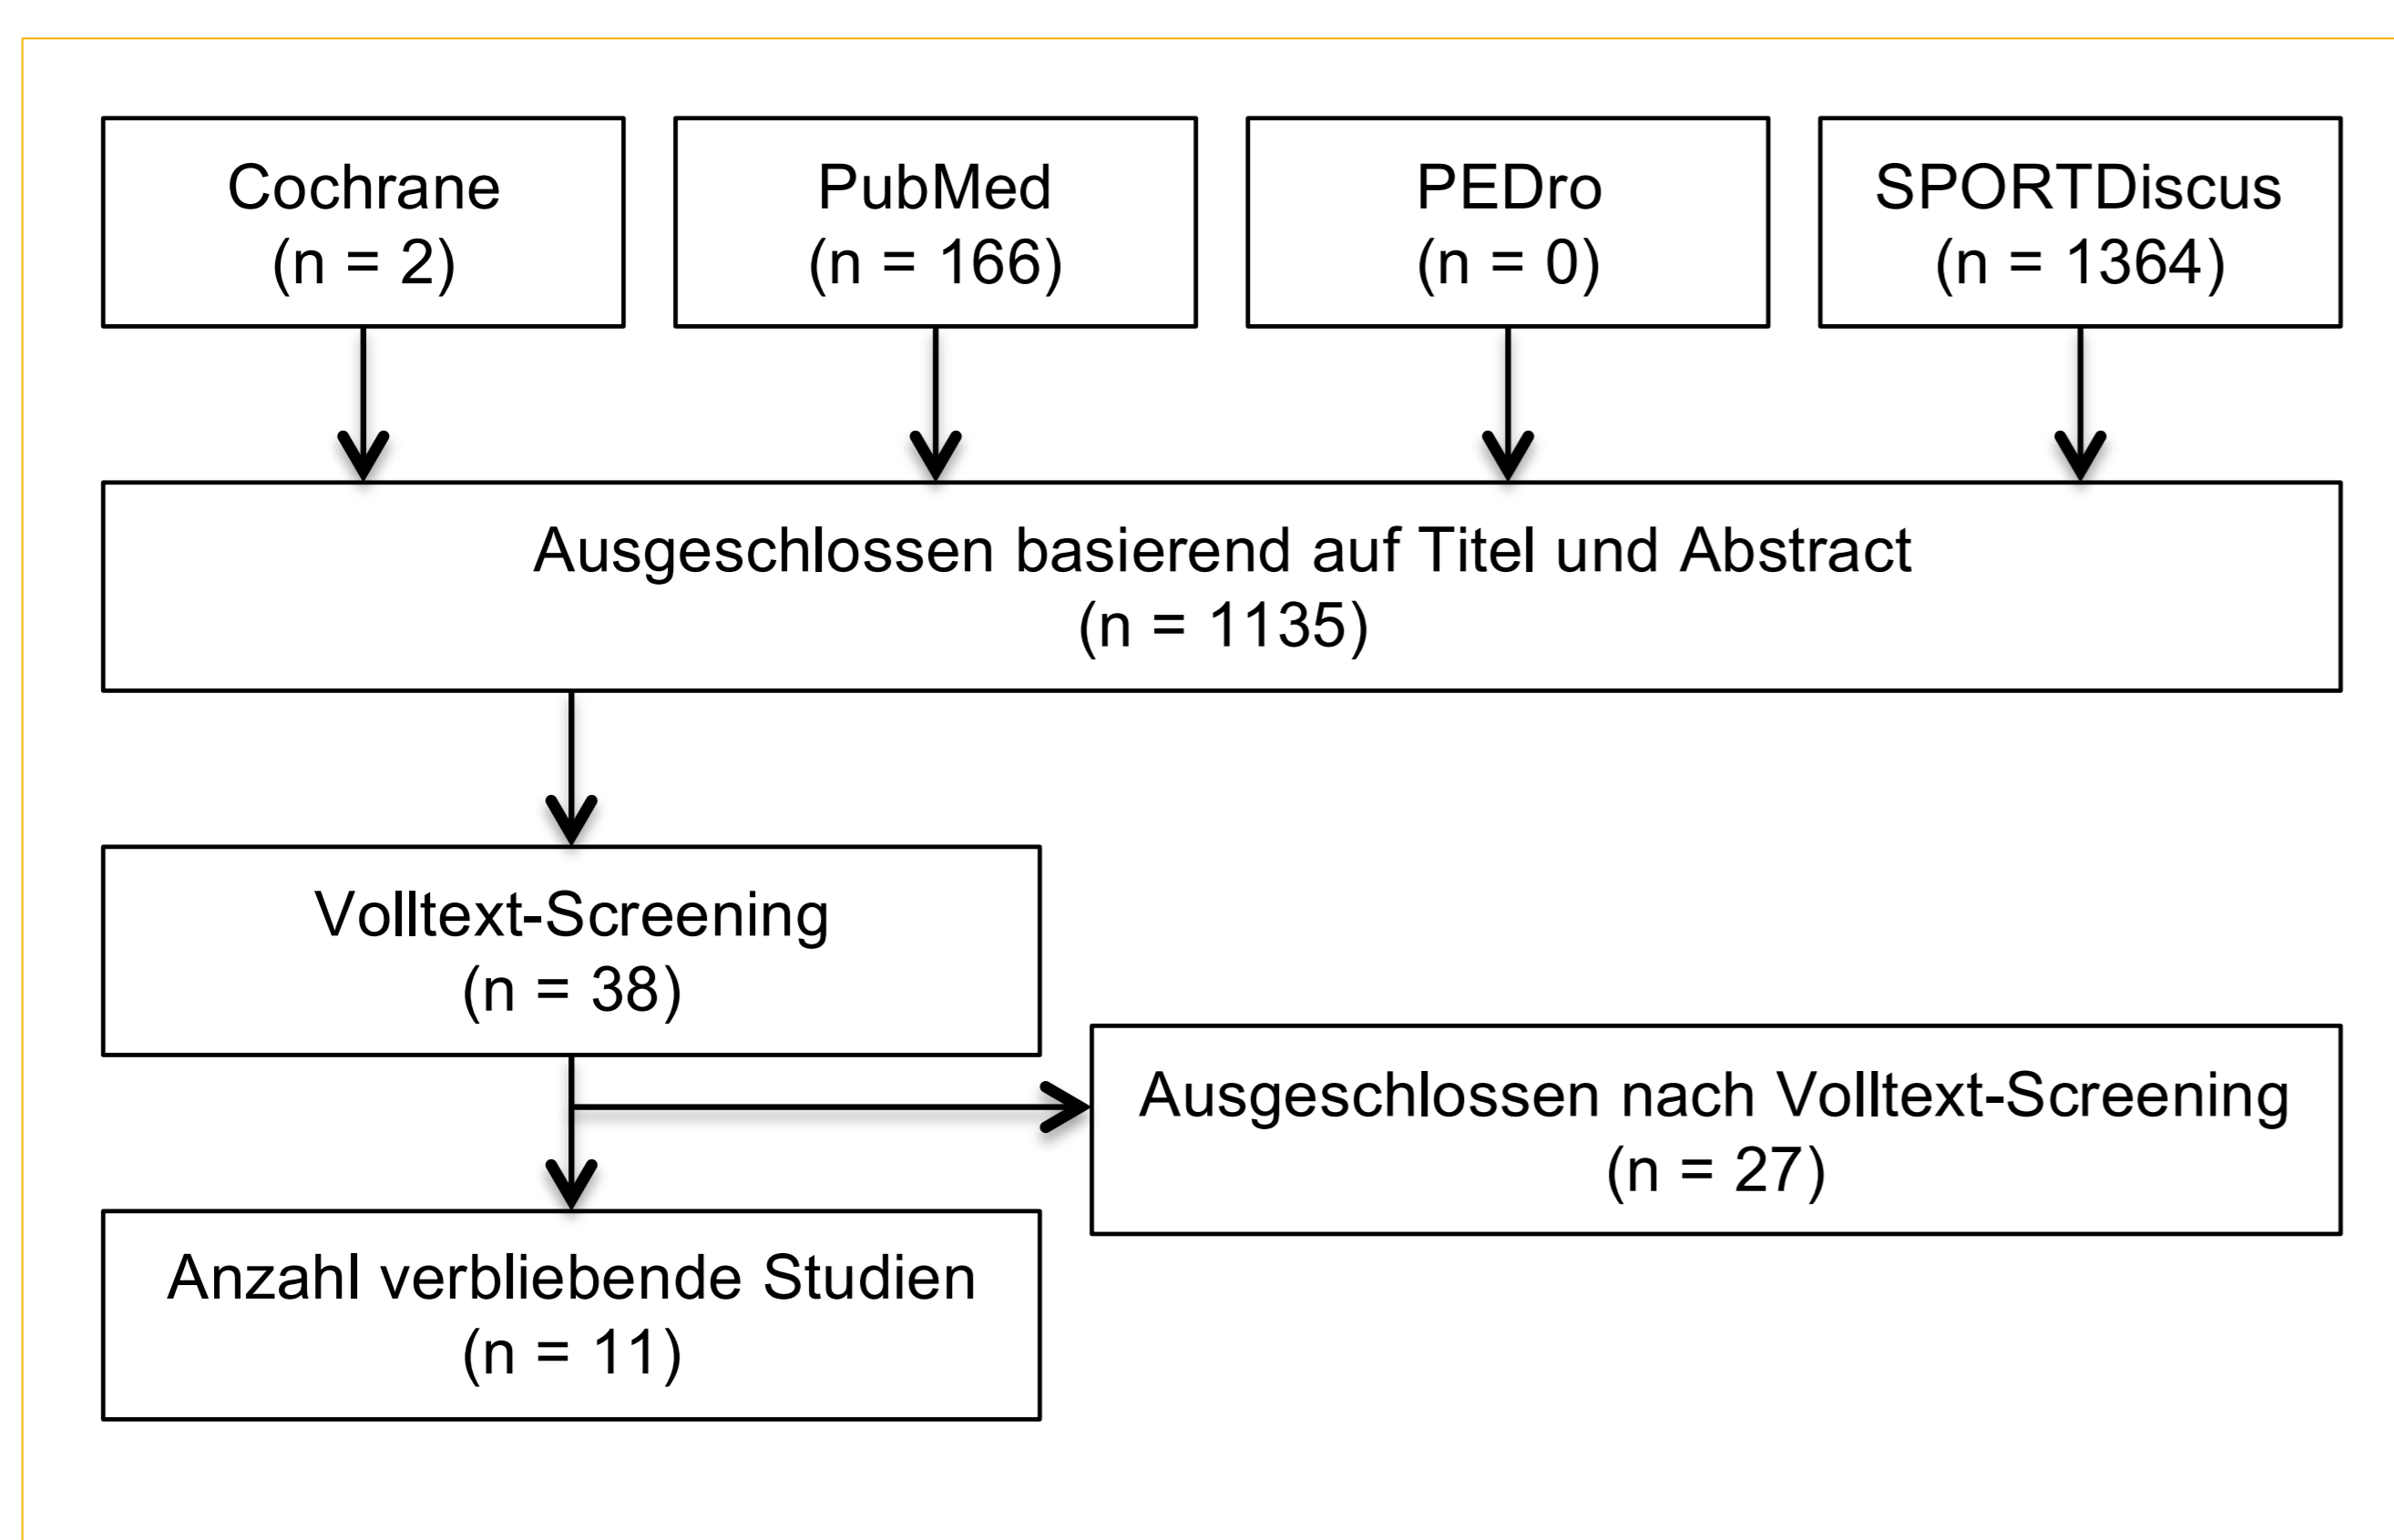 Cochrane
(n = 2)
PubMed
(n = 166)
PEDro
(n = 0)
SPORTDiscus
(n = 1364)
Ausgeschlossen basierend auf Titel und Abstract
(n = 1135)
Volltext-Screening
(n = 38)
Ausgeschlossen nach Volltext-Screening
(n = 27)
Anzahl verbliebende Studien
(n = 11)